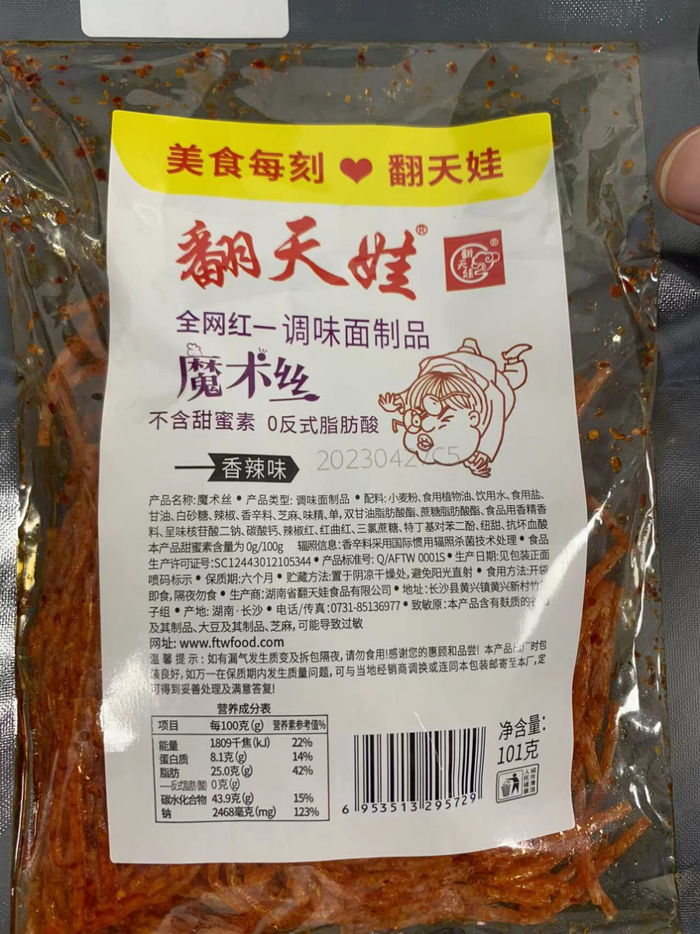 美食每刻❤翻天娃
翻天娃®
翻天娃®
全网红一调味面制品
魔术丝
不含甜蜜素 0反式脂肪酸
香辣味
20230427C5
产品名称:魔术丝 • 产品类型: 调味面制品 • 配料: 小麦粉、食用植物油、饮用水、食用盐、
甘油、白砂糖、辣椒、香辛料、芝麻、味精、单,双甘油脂肪酸酯、蔗糖脂肪酸酯、食品用香精香
料、呈味核苷酸二钠、碳酸钙、辣椒红、红曲红、三氯蔗糖、特丁基对苯二酚、纽甜、抗坏血酸
本产品甜蜜素含量为 0g/100g 辐照信息: 香辛料采用国际惯用辐照杀菌技术处理 • 食品
生产许可证号:SC12443012105344 • 产品标准号: Q/AFTW 0001S • 生产日期:见包装正面
喷码标示 • 保质期:六个月 • 贮藏方法:置于阴凉干燥处,避免阳光直射 • 食用方法:开袋
即食,隔夜勿食 • 生产商:湖南省翻天娃食品有限公司 • 地址:长沙县黄兴镇黄兴新村竹
子组 • 产地: 湖南·长沙 • 电话/传真:0731-85136977 • 致敏原:本产品含有麸质的
及其制品、大豆及其制品、芝麻,可能导致过敏
网址: www.ftwfood.com
温馨提示:如有漏气发生质变及拆包隔夜,请勿食用!感谢您的惠顾和品尝! 本产品出厂时包
装良好,如万一在保质期内发生质量问题,可与当地经销商调换或连同本包装邮寄至本厂,定
可得到妥善处理及满意答复!
营养成分表
项目 每100克(g) 营养素参考值%
能量 1809千焦(kJ) 22%
蛋白质 8.1克(g) 14%
脂肪 25.0克(g) 42%
—反式脂肪(酸) 0克(g)
碳水化合物 43.9克(g) 15%
钠 2468毫克(mg) 123%
6 953513 295729
净含量:
101克